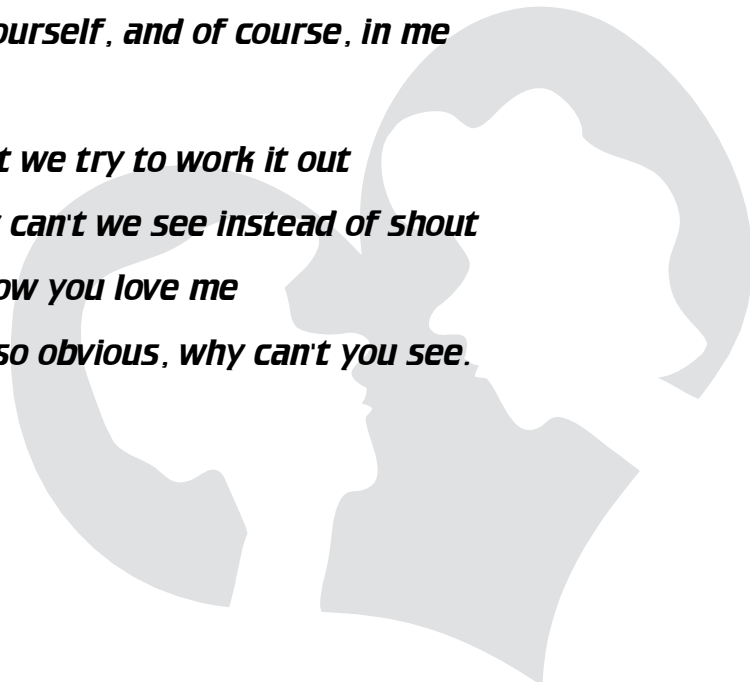 ourself, and of course, in me
t we try to work it out
can't we see instead of shout
ow you love me
so obvious, why can't you see.